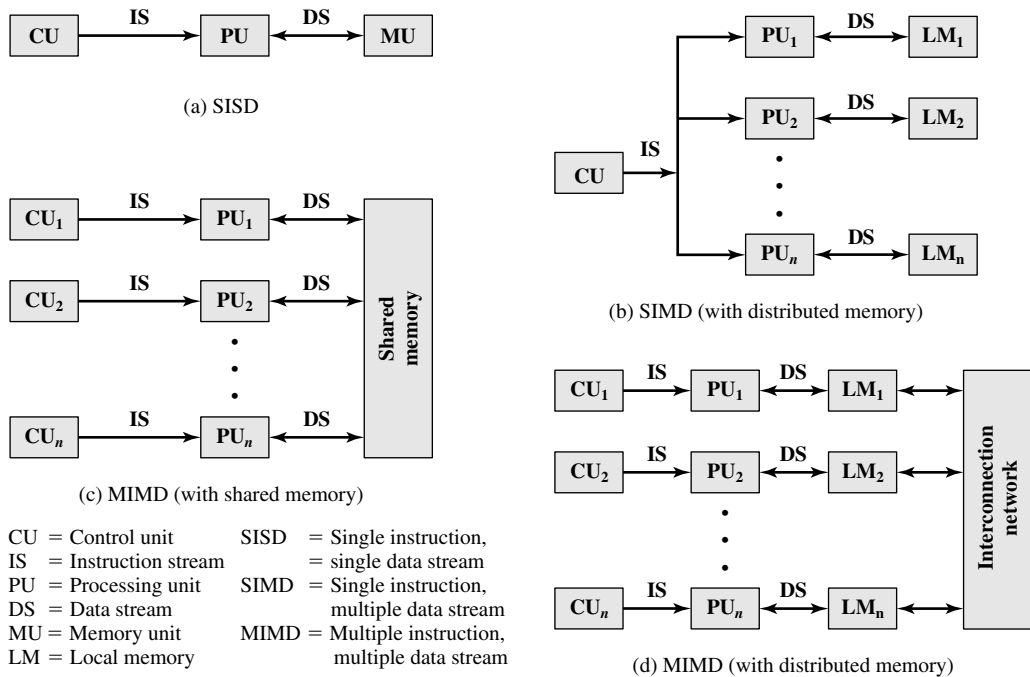 IS DS
CU PU MU
(a) SISD
DS
PU₁ LM₁
DS
PU₂ LM₂
IS
CU
DS
PUₙ LMₙ
(b) SIMD (with distributed memory)
IS DS
CU₁ PU₁
IS DS
CU₂ PU₂
IS DS
CUₙ PUₙ
Shared
memory
(c) MIMD (with shared memory)
IS DS
CU₁ PU₁ LM₁
IS DS
CU₂ PU₂ LM₂
IS DS
CUₙ PUₙ LMₙ
Interconnection
network
(d) MIMD (with distributed memory)
CU = Control unit
IS = Instruction stream
PU = Processing unit
DS = Data stream
MU = Memory unit
LM = Local memory
SISD = Single instruction,
= single data stream
SIMD = Single instruction,
multiple data stream
MIMD = Multiple instruction,
multiple data stream